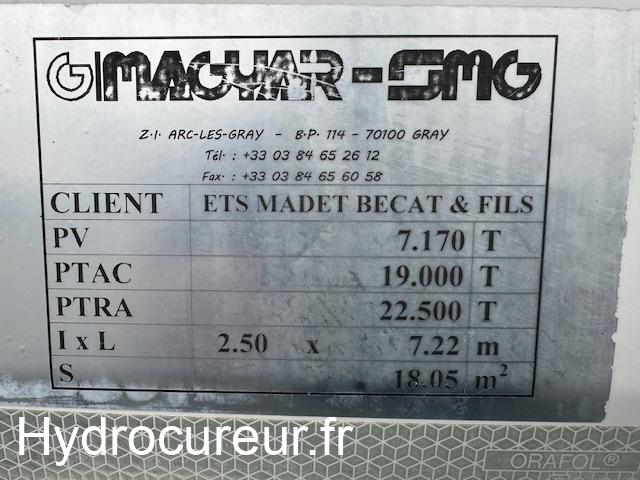 G MAGYAR-SMG
Z.I. ARC-LES-GRAY - B.P. 114 - 70100 GRAY
Tél. : +33 03 84 65 26 12
Fax. : +33 03 84 65 60 58
CLIENT ETS MADET BECAT & FILS
PV 7.170 T
PTAC 19.000 T
PTRA 22.500 T
I x L 2.50 x 7.22 m
S 18.05 m²
Hydrocureur.fr
ORAFOL®